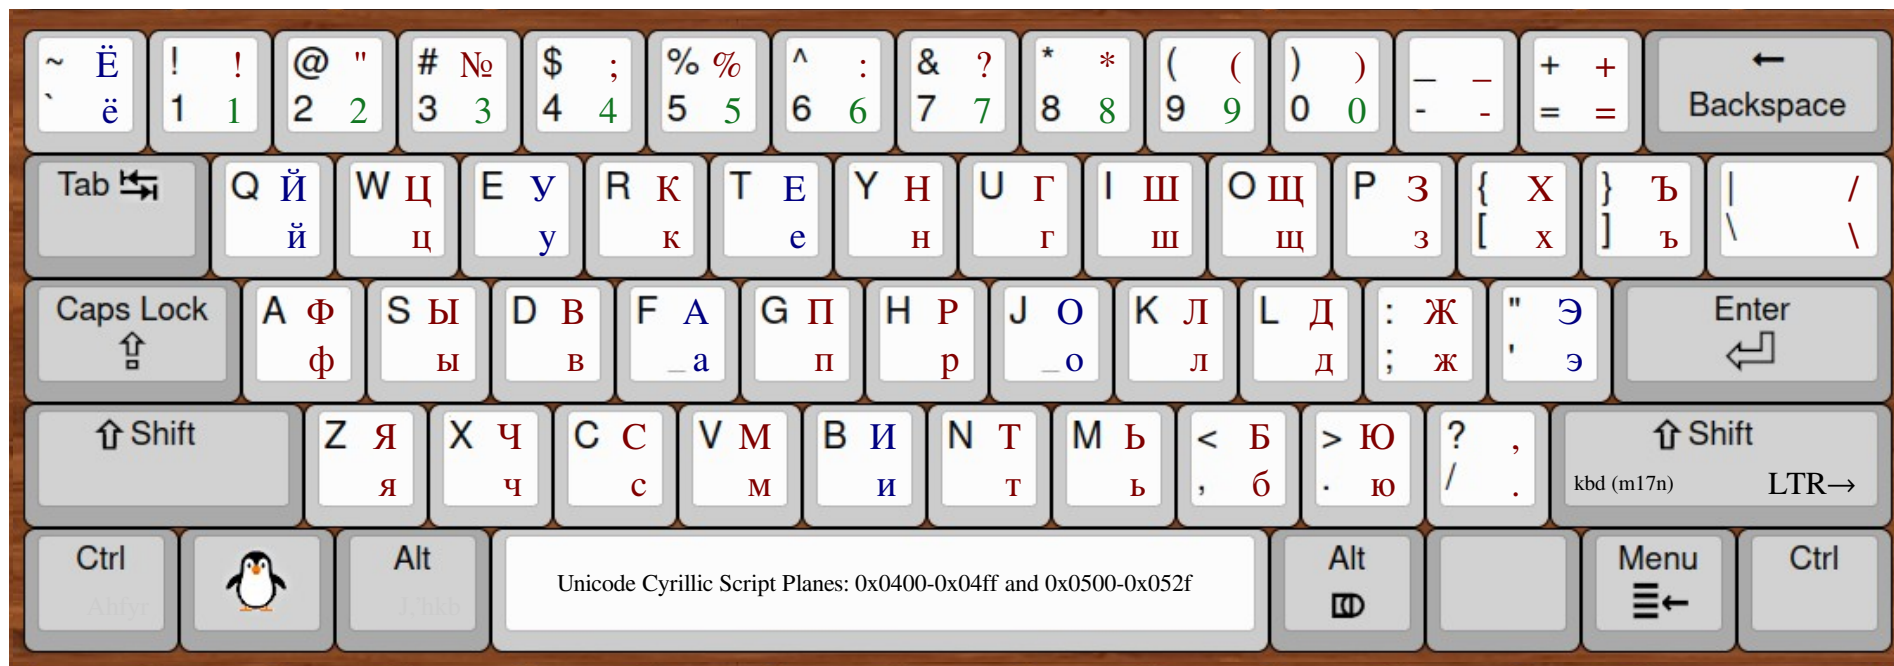 ~ Ё ! ! @ " # № $ ; % % ^ : & ? * * ( ( ) ) _ _ + + ←
` ё 1 1 2 2 3 3 4 4 5 5 6 6 7 7 8 8 9 9 0 0 - - = = Backspace
Tab Q Й W Ц E У R К T Е Y Н U Г I Ш O Щ P З { Х } Ъ | /
й ц у к е н г ш щ з [ х ] ъ \ \
Caps Lock A Ф S Ы D В F А G П H Р J О K Л L Д : Ж " Э Enter
ф ы в _ а п р _ о л д ; ж ' э
Shift Z Я X Ч C С V М B И N Т M Ь < Б > Ю ? , Shift
я ч с м и т ь , б . ю / . kbd (m17n) LTR→
Ctrl Alt Alt Menu Ctrl
Unicode Cyrillic Script Planes: 0x0400-0x04ff and 0x0500-0x052f